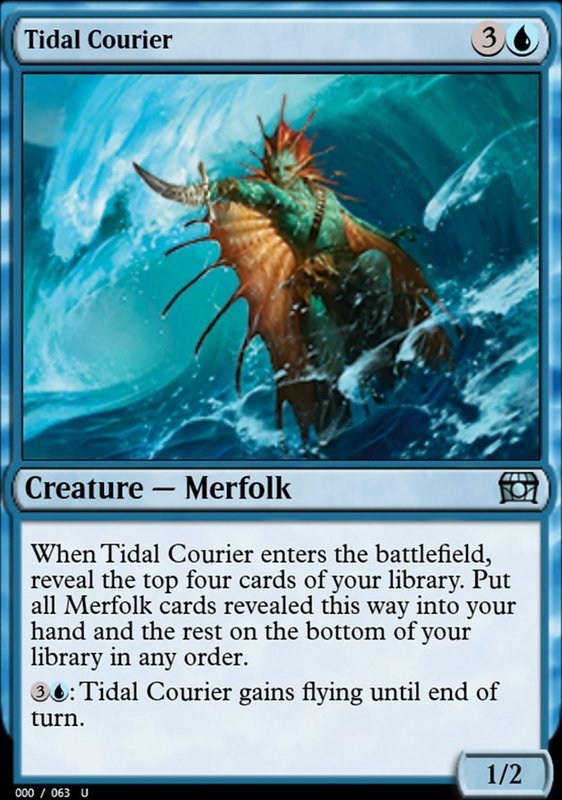 Tidal Courier 3
Creature — Merfolk
When Tidal Courier enters the battlefield,
reveal the top four cards of your library. Put
all Merfolk cards revealed this way into your
hand and the rest on the bottom of your
library in any order.
3: Tidal Courier gains flying until end of
turn.
1/2
000 / 063 U